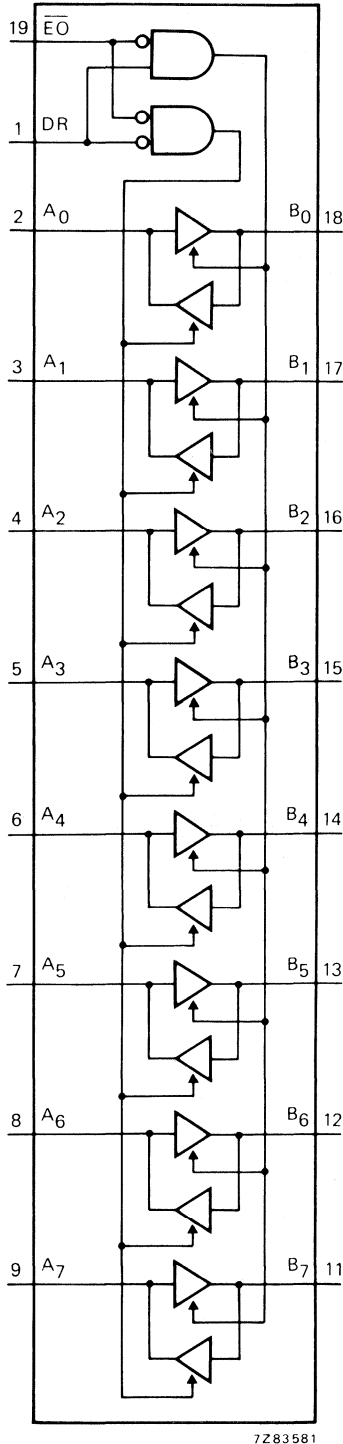 19 E̅O̅
1 DR
2 A₀ B₀ 18
3 A₁ B₁ 17
4 A₂ B₂ 16
5 A₃ B₃ 15
6 A₄ B₄ 14
7 A₅ B₅ 13
8 A₆ B₆ 12
9 A₇ B₇ 11
7Z83581